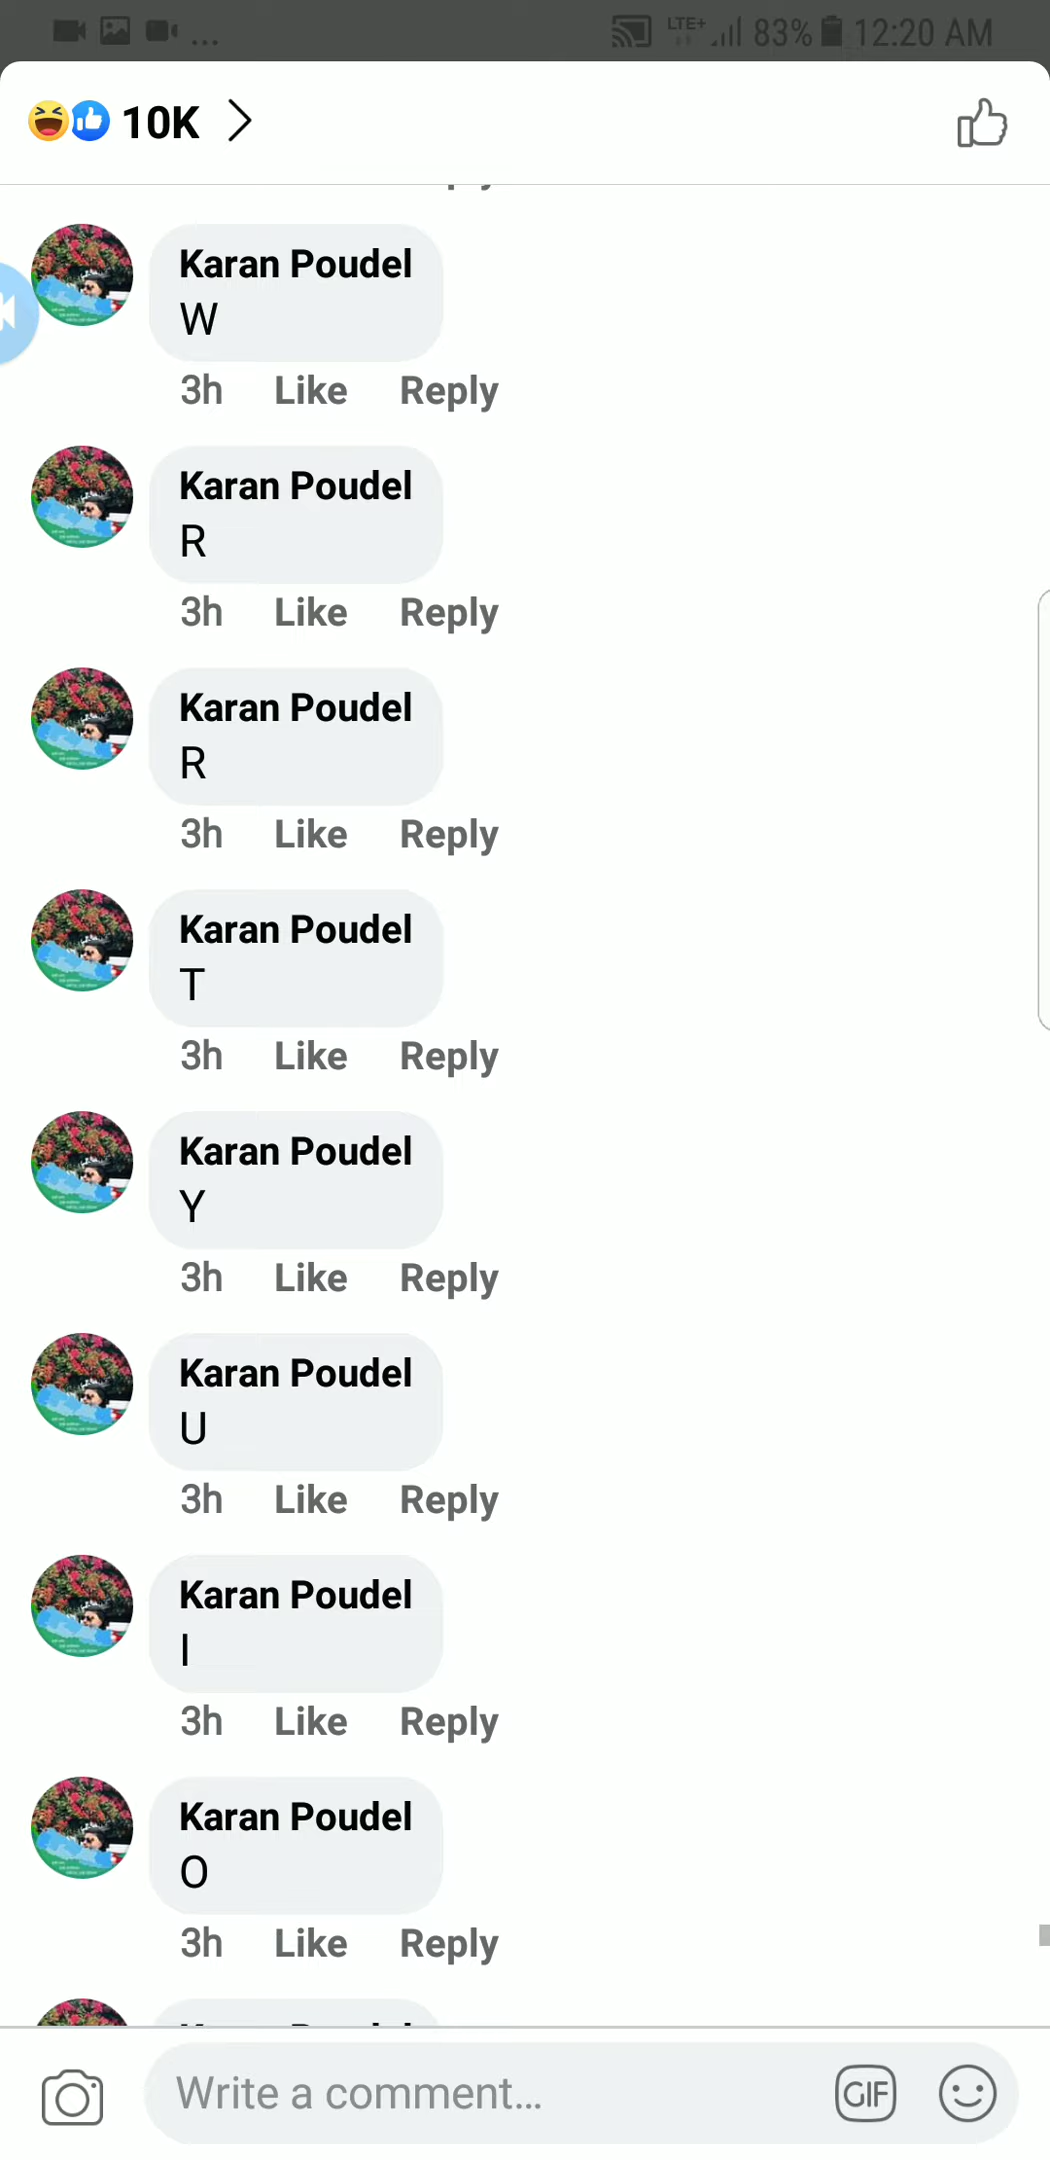 ... LTE+ 83% 12:20 AM
10K
Karan Poudel
W
3h Like Reply
Karan Poudel
R
3h Like Reply
Karan Poudel
R
3h Like Reply
Karan Poudel
T
3h Like Reply
Karan Poudel
Y
3h Like Reply
Karan Poudel
U
3h Like Reply
Karan Poudel
I
3h Like Reply
Karan Poudel
O
3h Like Reply
Write a comment...
GIF